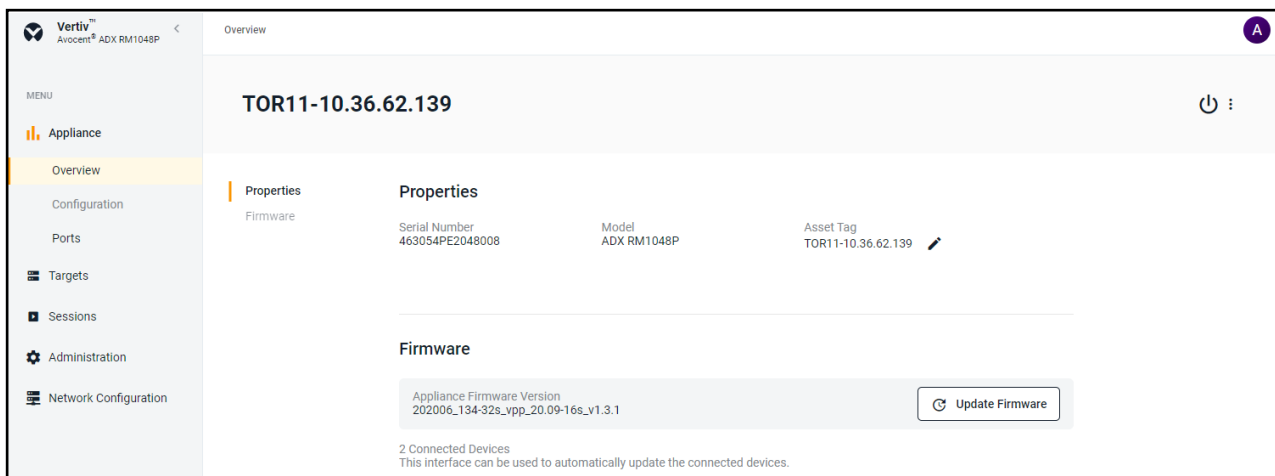 Vertiv™
Avocent® ADX RM1048P
Overview
A
MENU
TOR11-10.36.62.139
Appliance
Overview
Configuration
Ports
Targets
Sessions
Administration
Network Configuration
Properties
Firmware
Properties
Serial Number
463054PE2048008
Model
ADX RM1048P
Asset Tag
TOR11-10.36.62.139
Firmware
Appliance Firmware Version
202006_134-32s_vpp_20.09-16s_v1.3.1
Update Firmware
2 Connected Devices
This interface can be used to automatically update the connected devices.